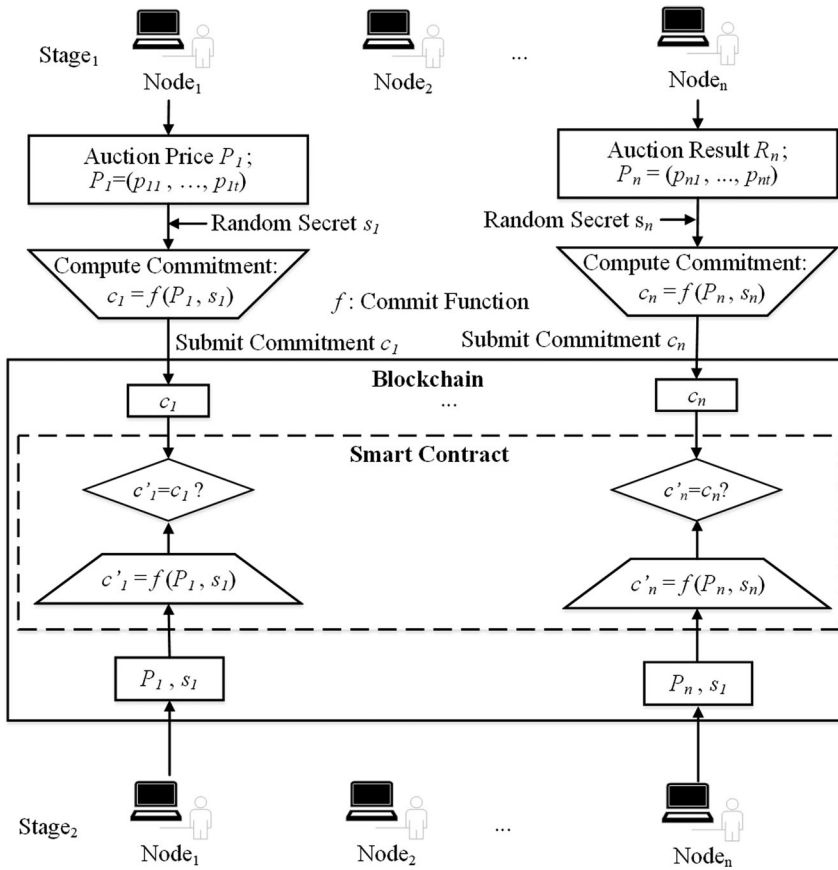 Stage1
Node1
Node2
...
Noden
Auction Price P1;
P1=(p11, ..., p1t)
Auction Result Rn;
Pn = (pn1, ..., pnt)
Random Secret s1
Random Secret sn
Compute Commitment:
c1 = f(P1, s1)
Compute Commitment:
cn = f(Pn, sn)
f : Commit Function
Submit Commitment c1
Submit Commitment cn
Blockchain
c1
...
cn
Smart Contract
c'1=c1 ?
c'n=cn?
c'1 = f(P1, s1)
c'n = f(Pn, sn)
P1 , s1
Pn , s1
Stage2
Node1
Node2
...
Noden